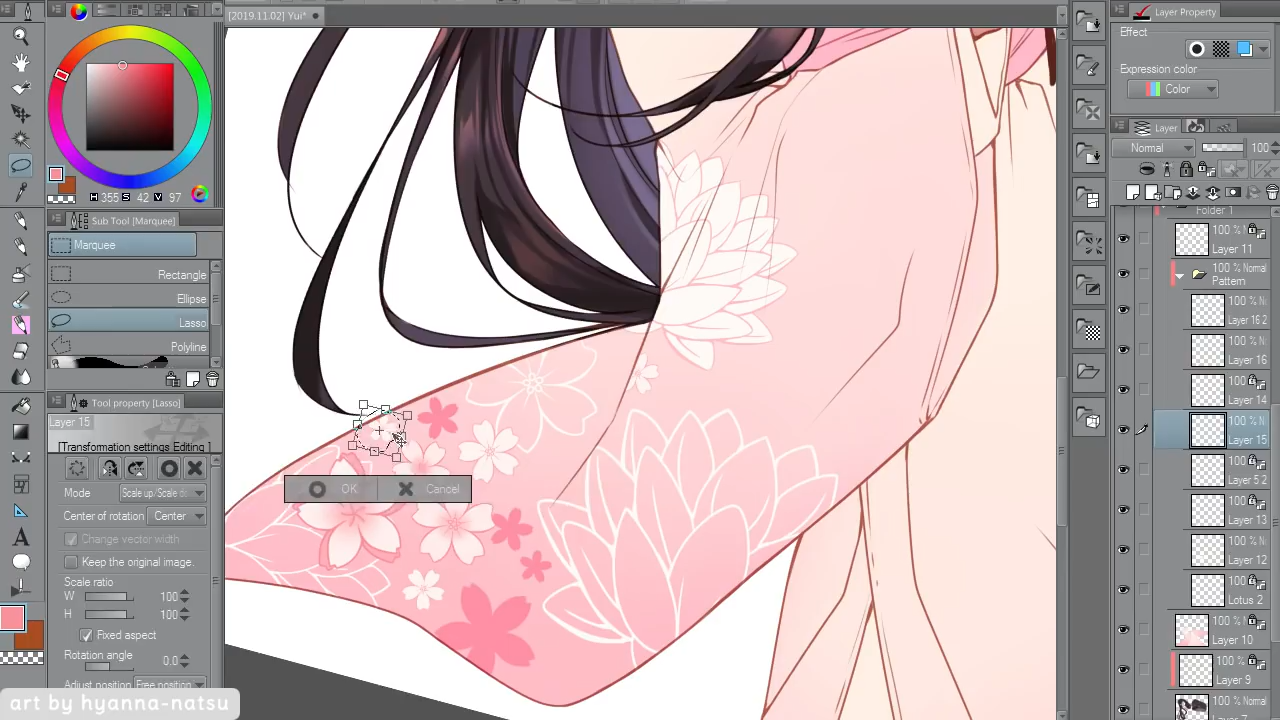 [2019.11.02] Yui* ●
H 355 S 42 V 97
Sub Tool [Marquee]
Marquee
Rectangle
Ellipse
Lasso
Polyline
Tool property [Lasso]
Layer 15
[Transformation settings Editing]
Mode Scale up/Scale do
Center of rotation Center
Change vector width
Keep the original image.
Scale ratio
W 100
H 100
Fixed aspect
Rotation angle 0.0
Adjust position Free position
OK Cancel
art by hyanna-natsu
Layer Property
Effect
Expression color
Color
Layer
Normal 100
Folder 1
100 % N
Layer 11
100 % Normal
Pattern
100 % N
Layer 16 2
100 % N
Layer 16
100 % N
Layer 14
100 % N
Layer 15
100 % N
Layer 5 2
100 % N
Layer 13
100 % N
Layer 12
100 % N
Lotus 2
100 % N
Layer 10
100 %
Layer 9
100 % Normal
Layer 7